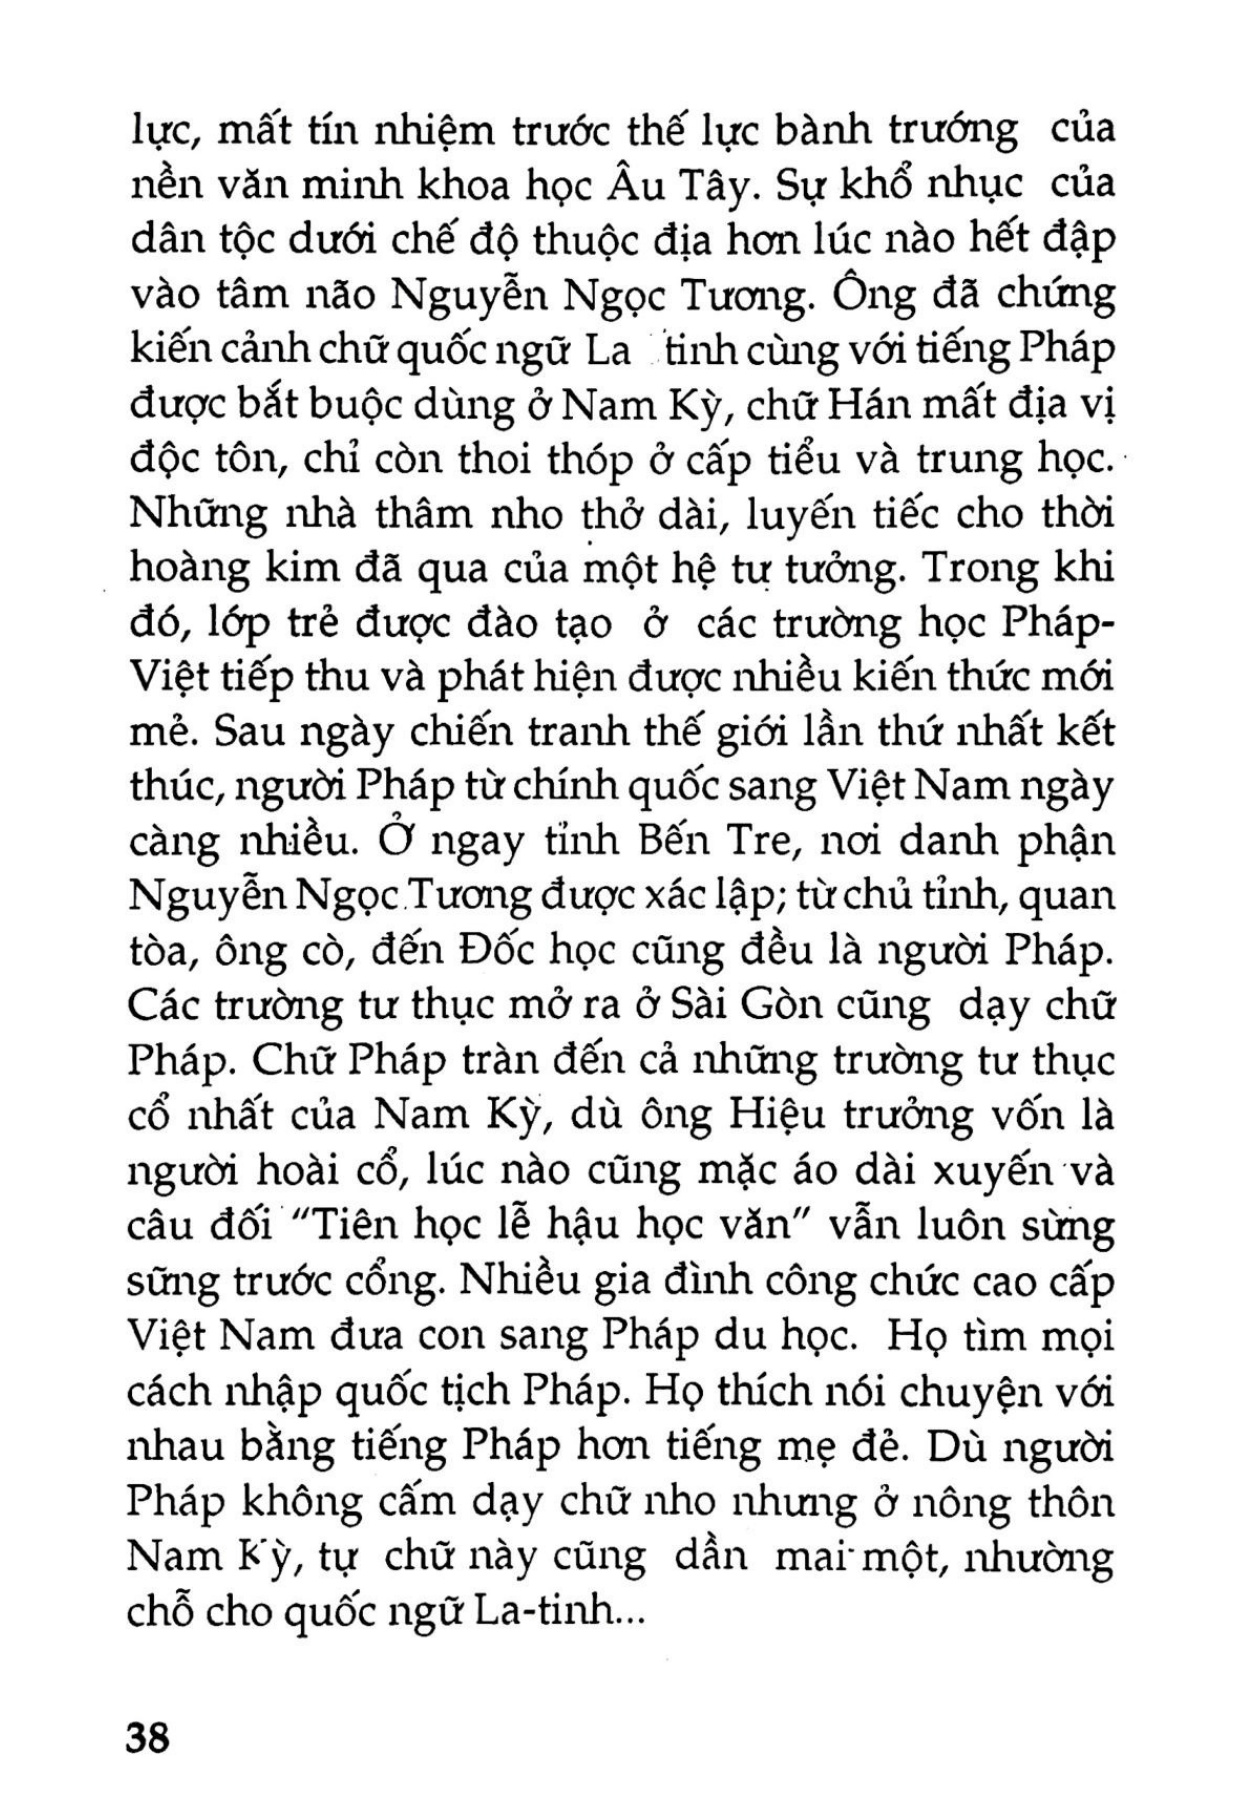 lực, mất tín nhiệm trước thế lực bành trướng của
nền văn minh khoa học Âu Tây. Sự khổ nhục của
dân tộc dưới chế độ thuộc địa hơn lúc nào hết đập
vào tâm não Nguyễn Ngọc Tương. Ông đã chứng
kiến cảnh chữ quốc ngữ La tinh cùng với tiếng Pháp
được bắt buộc dùng ở Nam Kỳ, chữ Hán mất địa vị
độc tôn, chỉ còn thoi thóp ở cấp tiểu và trung học.
Những nhà thâm nho thở dài, luyến tiếc cho thời
hoàng kim đã qua của một hệ tư tưởng. Trong khi
đó, lớp trẻ được đào tạo ở các trường học Pháp-
Việt tiếp thu và phát hiện được nhiều kiến thức mới
mẻ. Sau ngày chiến tranh thế giới lần thứ nhất kết
thúc, người Pháp từ chính quốc sang Việt Nam ngày
càng nhiều. Ở ngay tỉnh Bến Tre, nơi danh phận
Nguyễn Ngọc Tương được xác lập; từ chủ tỉnh, quan
tòa, ông cò, đến Đốc học cũng đều là người Pháp.
Các trường tư thục mở ra ở Sài Gòn cũng dạy chữ
Pháp. Chữ Pháp tràn đến cả những trường tư thục
cổ nhất của Nam Kỳ, dù ông Hiệu trưởng vốn là
người hoài cổ, lúc nào cũng mặc áo dài xuyến và
câu đối "Tiên học lễ hậu học văn" vẫn luôn sừng
sững trước cổng. Nhiều gia đình công chức cao cấp
Việt Nam đưa con sang Pháp du học. Họ tìm mọi
cách nhập quốc tịch Pháp. Họ thích nói chuyện với
nhau bằng tiếng Pháp hơn tiếng mẹ đẻ. Dù người
Pháp không cấm dạy chữ nho nhưng ở nông thôn
Nam Kỳ, tự chữ này cũng dần mai một, nhường
chỗ cho quốc ngữ La-tinh...
38